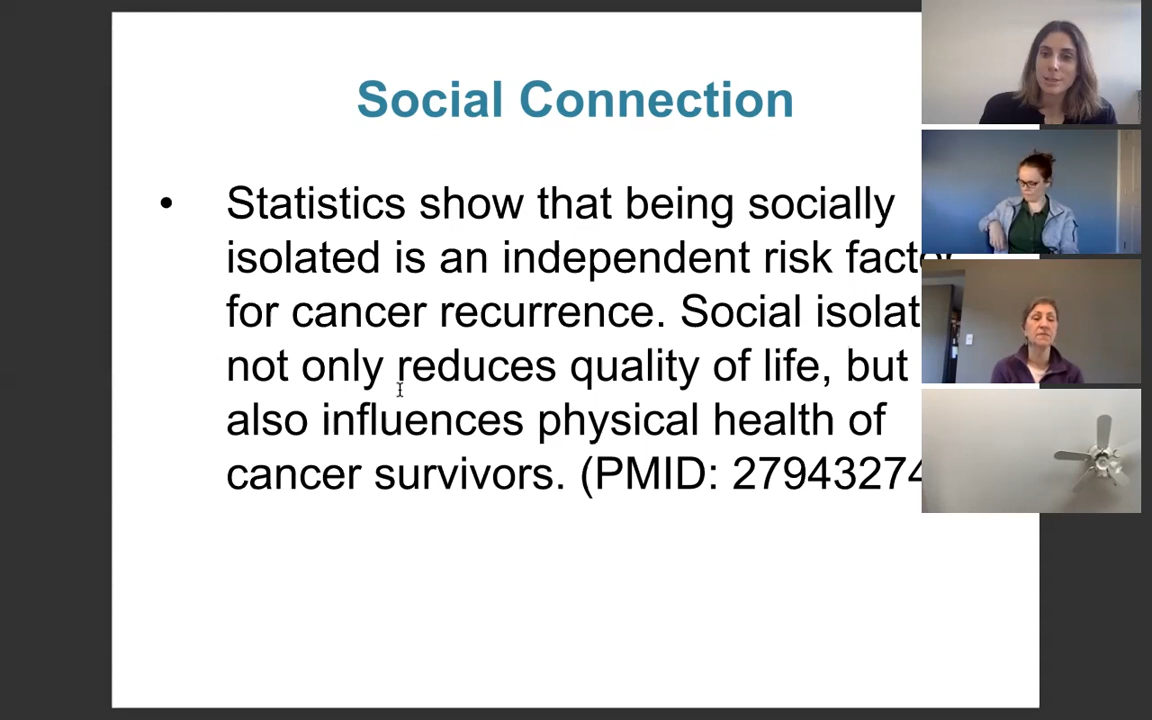 Social Connection
• Statistics show that being socially
isolated is an independent risk factor
for cancer recurrence. Social
not only reduces quality of life, but
also influences physical health of
cancer survivors. (PMID: 27943274